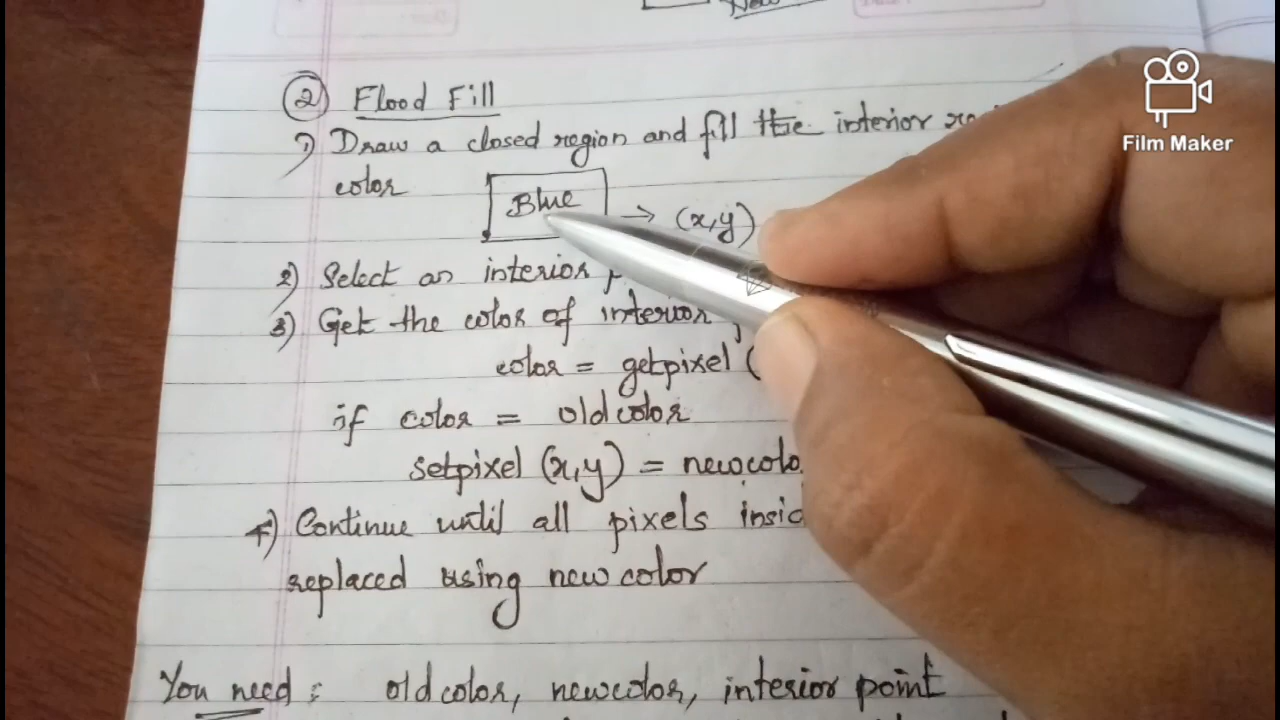 New
② Flood Fill
1) Draw a closed region and fill the interior
color
Blue → (x,y)
2) Select an interior
3) Get the color of interior
color = getpixel (
if color = oldcolor
setpixel (x,y) = newcolo
4) Continue until all pixels insid
replaced using newcolor
You need : oldcolor, newcolor, interior point
Film Maker